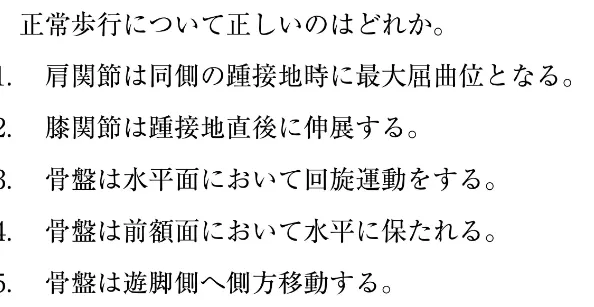 正常歩行について正しいのはどれか。
1. 肩関節は同側の踵接地時に最大屈曲位となる。
2. 膝関節は踵接地直後に伸展する。
3. 骨盤は水平面において回旋運動をする。
4. 骨盤は前額面において水平に保たれる。
5. 骨盤は遊脚側へ側方移動する。